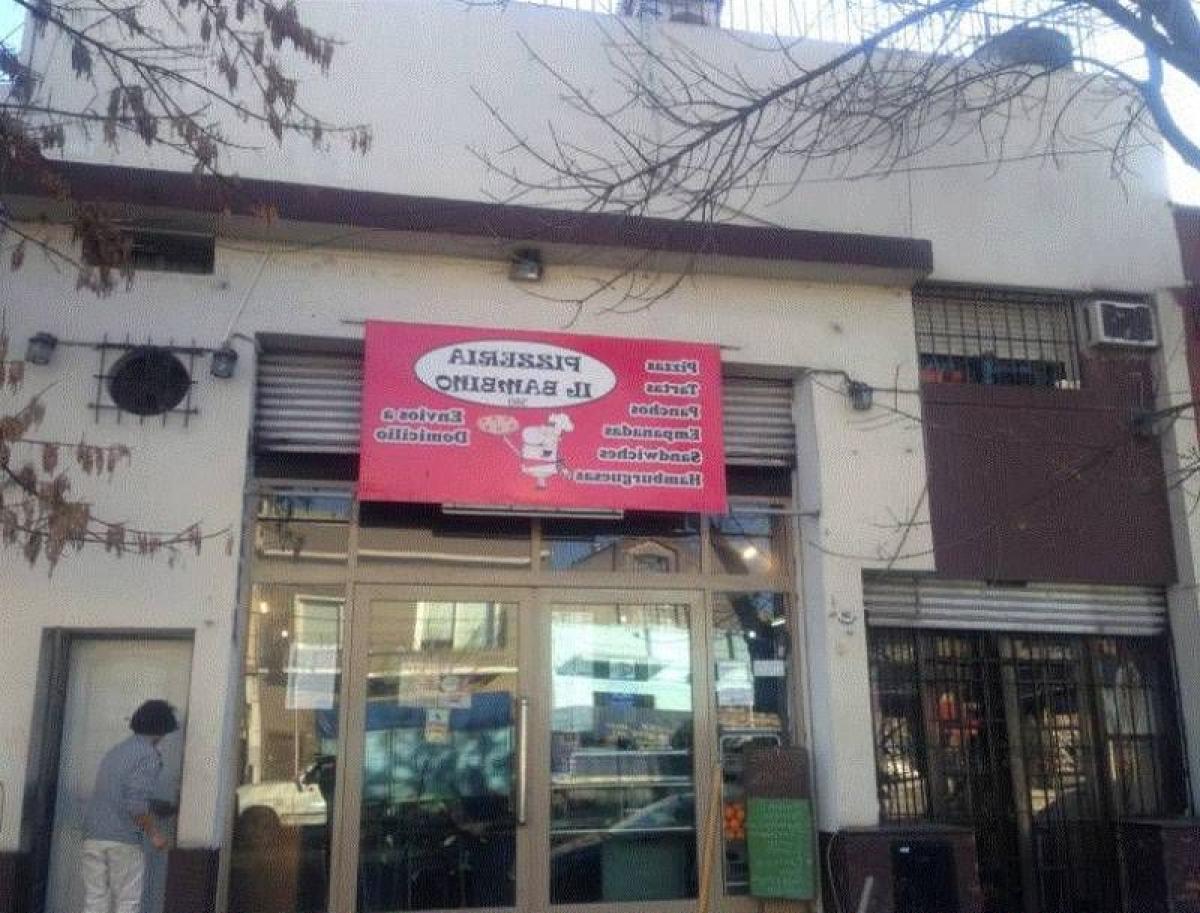 PIZZERIA
IL BAMBINO
Envios a
Domicilio
Pizzas
Tartas
Panchos
Empanadas
Sandwiches
Hamburguesas